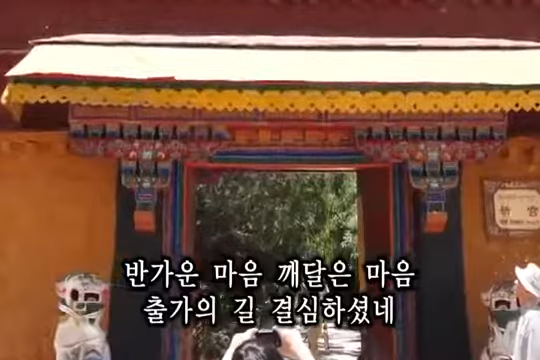 반가운 마음 깨달은 마음
출가의 길 결심하셨네